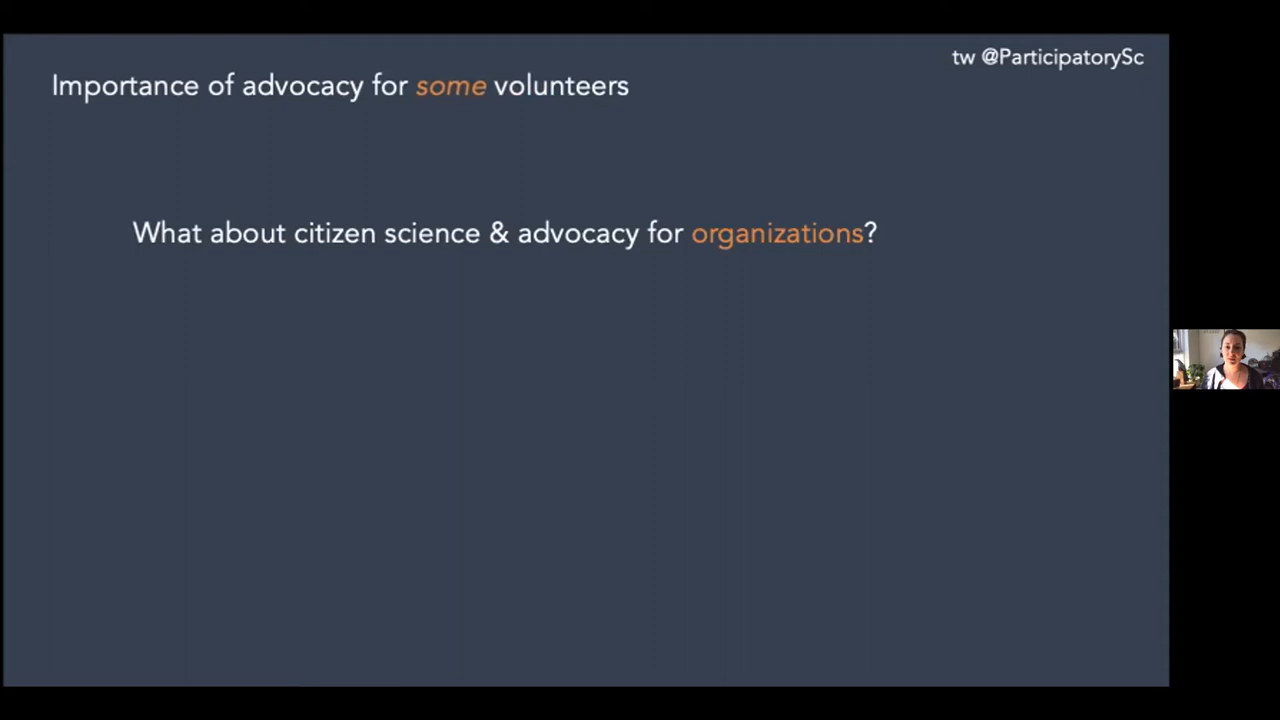 tw @ParticipatorySc
Importance of advocacy for some volunteers
What about citizen science & advocacy for organizations?